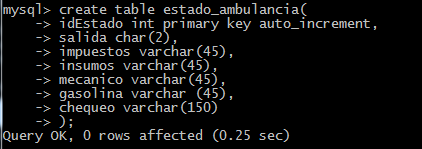 mysql> create table estado_ambulancia(
    -> idEstado int primary key auto_increment,
    -> salida char(2),
    -> impuestos varchar(45),
    -> insumos varchar(45),
    -> mecanico varchar(45),
    -> gasolina varchar (45),
    -> chequeo varchar(150)
    -> );
Query OK, 0 rows affected (0.25 sec)